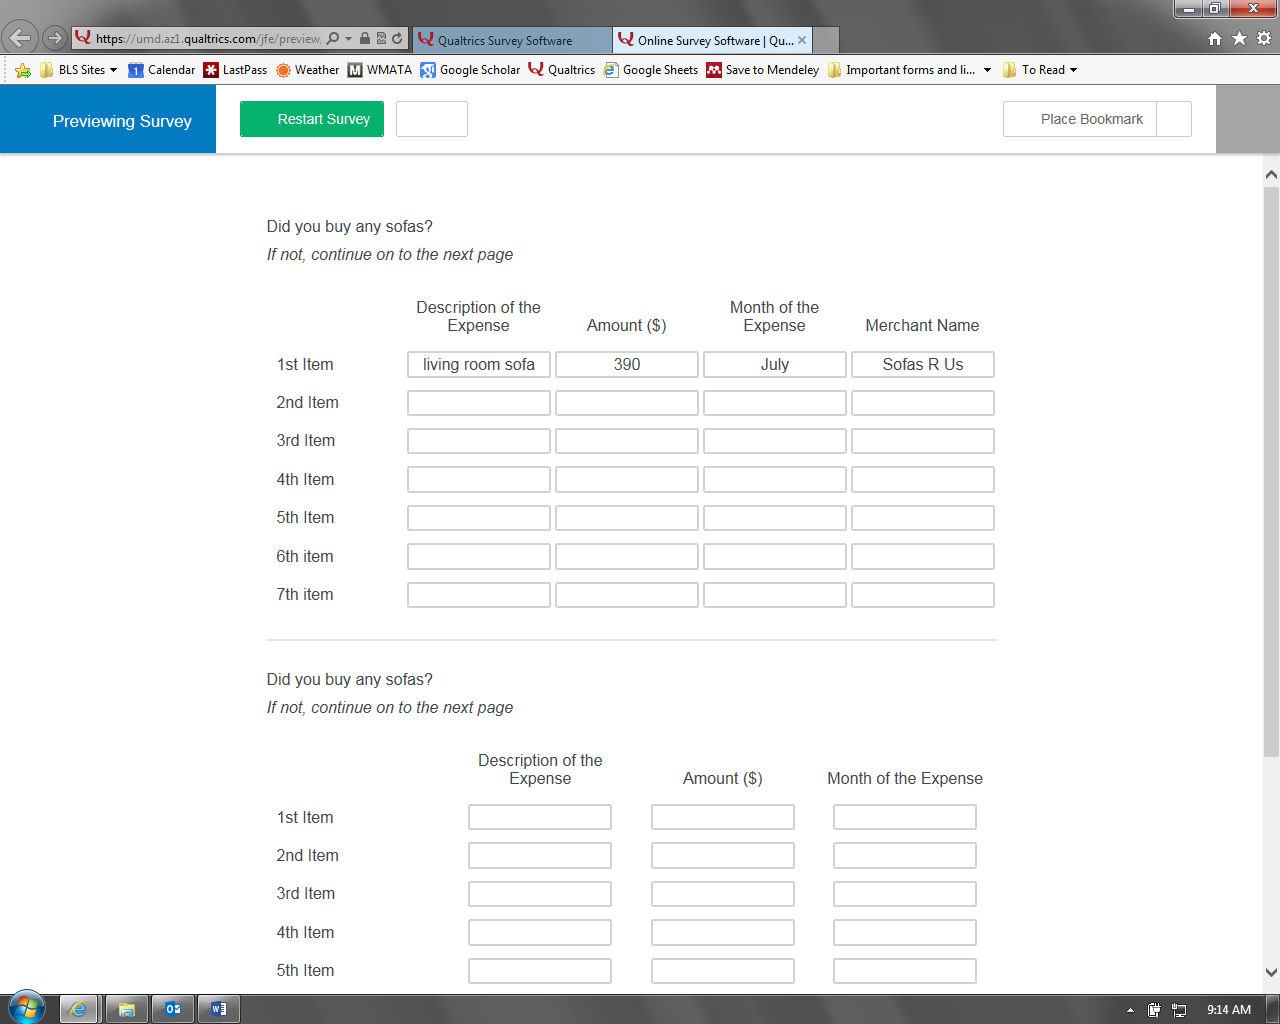 https://umd.az1.qualtrics.com/jfe/preview,
Qualtrics Survey Software
Online Survey Software | Qu...
BLS Sites
1 Calendar
LastPass
Weather
M WMATA
Google Scholar
Qualtrics
Google Sheets
Save to Mendeley
Important forms and li...
To Read
Previewing Survey
Restart Survey
Place Bookmark
Did you buy any sofas?
If not, continue on to the next page
Description of the
Expense
Amount ($)
Month of the
Expense
Merchant Name
1st Item living room sofa 390 July Sofas R Us
2nd Item
3rd Item
4th Item
5th Item
6th item
7th item
Did you buy any sofas?
If not, continue on to the next page
Description of the
Expense
Amount ($)
Month of the Expense
1st Item
2nd Item
3rd Item
4th Item
5th Item
9:14 AM